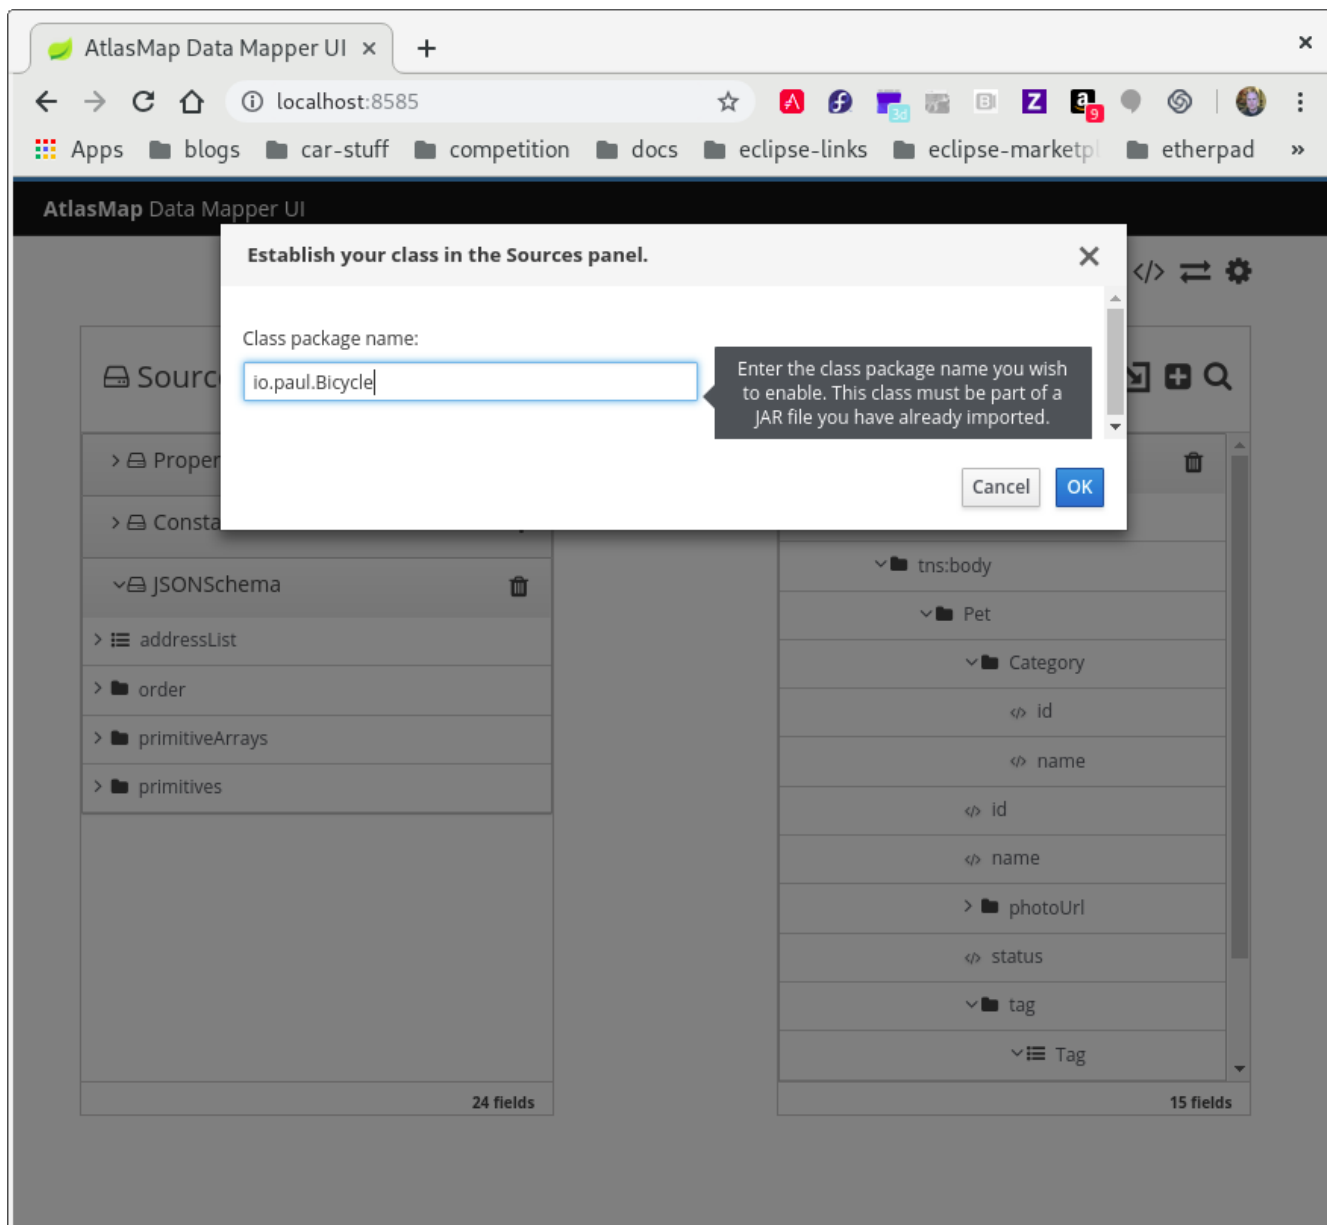 AtlasMap Data Mapper UI
localhost:8585
3d
B
Z
a
9
Apps
blogs
car-stuff
competition
docs
eclipse-links
eclipse-marketpl
etherpad
»
AtlasMap Data Mapper UI
Establish your class in the Sources panel.
Class package name:
io.paul.Bicycle
Enter the class package name you wish
to enable. This class must be part of a
JAR file you have already imported.
Cancel
OK
Sourc
Proper
Consta
JSONSchema
addressList
order
primitiveArrays
primitives
24 fields
tns:body
Pet
Category
id
name
id
name
photoUrl
status
tag
Tag
15 fields